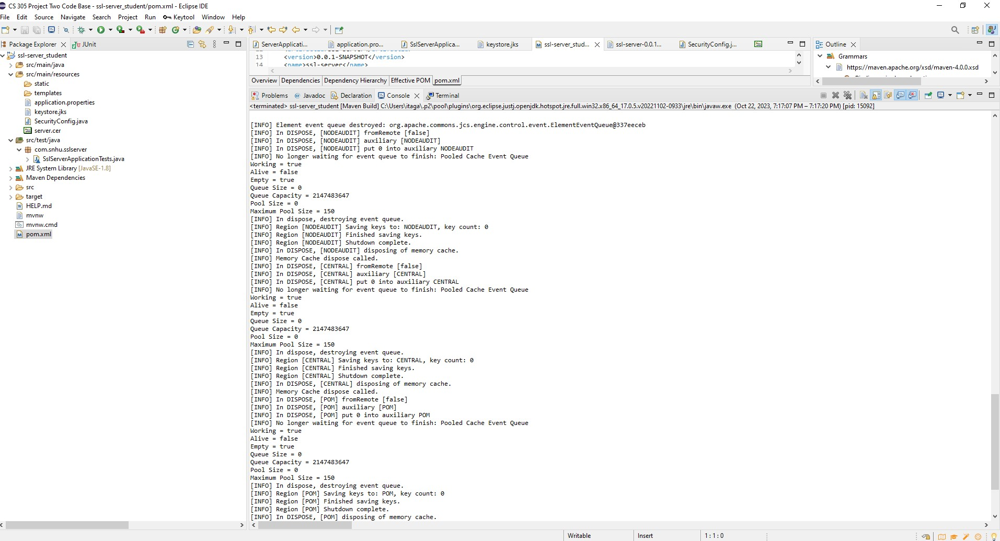 CS 305 Project Two Code Base - ssl-server_student/pom.xml - Eclipse IDE
File Edit Source Navigate Search Project Run Keytool Window Help
Package Explorer JUnit
ssl-server_student
src/main/java
src/main/resources
static
templates
application.properties
keystore.jks
SecurityConfig.java
server.cer
src/test/java
com.snhu.sslserver
SslServerApplicationTests.java
JRE System Library [JavaSE-1.8]
Maven Dependencies
src
target
HELP.md
mvnw
mvnw.cmd
pom.xml
ServerApplicati... application.pro... SslServerApplica... keystore.jks ssl-server_stud... ssl-server-0.0.1... SecurityConfig.j...
13 <version>0.0.1-SNAPSHOT</version>
14 <name>ssl-server</name>
Overview Dependencies Dependency Hierarchy Effective POM pom.xml
Outline
Grammars
https://maven.apache.org/xsd/maven-4.0.0.xsd
Problems @ Javadoc Declaration Console Terminal
<terminated> ssl-server_student [Maven Build] C:\Users\itaga\.p2\pool\plugins\org.eclipse.justj.openjdk.hotspot.jre.full.win32.x86_64_17.0.5.v20221102-0933\jre\bin\javaw.exe (Oct 22, 2023, 7:17:07 PM – 7:17:20 PM) [pid: 15092]
[INFO] Element event queue destroyed: org.apache.commons.jcs.engine.control.event.ElementEventQueue@337eeceb
[INFO] In DISPOSE, [NODEAUDIT] fromRemote [false]
[INFO] In DISPOSE, [NODEAUDIT] auxiliary [NODEAUDIT]
[INFO] In DISPOSE, [NODEAUDIT] put 0 into auxiliary NODEAUDIT
[INFO] No longer waiting for event queue to finish: Pooled Cache Event Queue
Working = true
Alive = false
Empty = true
Queue Size = 0
Queue Capacity = 2147483647
Pool Size = 0
Maximum Pool Size = 150
[INFO] In dispose, destroying event queue.
[INFO] Region [NODEAUDIT] Saving keys to: NODEAUDIT, key count: 0
[INFO] Region [NODEAUDIT] Finished saving keys.
[INFO] Region [NODEAUDIT] Shutdown complete.
[INFO] In DISPOSE, [NODEAUDIT] disposing of memory cache.
[INFO] Memory Cache dispose called.
[INFO] In DISPOSE, [CENTRAL] fromRemote [false]
[INFO] In DISPOSE, [CENTRAL] auxiliary [CENTRAL]
[INFO] In DISPOSE, [CENTRAL] put 0 into auxiliary CENTRAL
[INFO] No longer waiting for event queue to finish: Pooled Cache Event Queue
Working = true
Alive = false
Empty = true
Queue Size = 0
Queue Capacity = 2147483647
Pool Size = 0
Maximum Pool Size = 150
[INFO] In dispose, destroying event queue.
[INFO] Region [CENTRAL] Saving keys to: CENTRAL, key count: 0
[INFO] Region [CENTRAL] Finished saving keys.
[INFO] Region [CENTRAL] Shutdown complete.
[INFO] In DISPOSE, [CENTRAL] disposing of memory cache.
[INFO] Memory Cache dispose called.
[INFO] In DISPOSE, [POM] fromRemote [false]
[INFO] In DISPOSE, [POM] auxiliary [POM]
[INFO] In DISPOSE, [POM] put 0 into auxiliary POM
[INFO] No longer waiting for event queue to finish: Pooled Cache Event Queue
Working = true
Alive = false
Empty = true
Queue Size = 0
Queue Capacity = 2147483647
Pool Size = 0
Maximum Pool Size = 150
[INFO] In dispose, destroying event queue.
[INFO] Region [POM] Saving keys to: POM, key count: 0
[INFO] Region [POM] Finished saving keys.
[INFO] Region [POM] Shutdown complete.
[INFO] In DISPOSE, [POM] disposing of memory cache.
Writable Insert 1 : 1 : 0